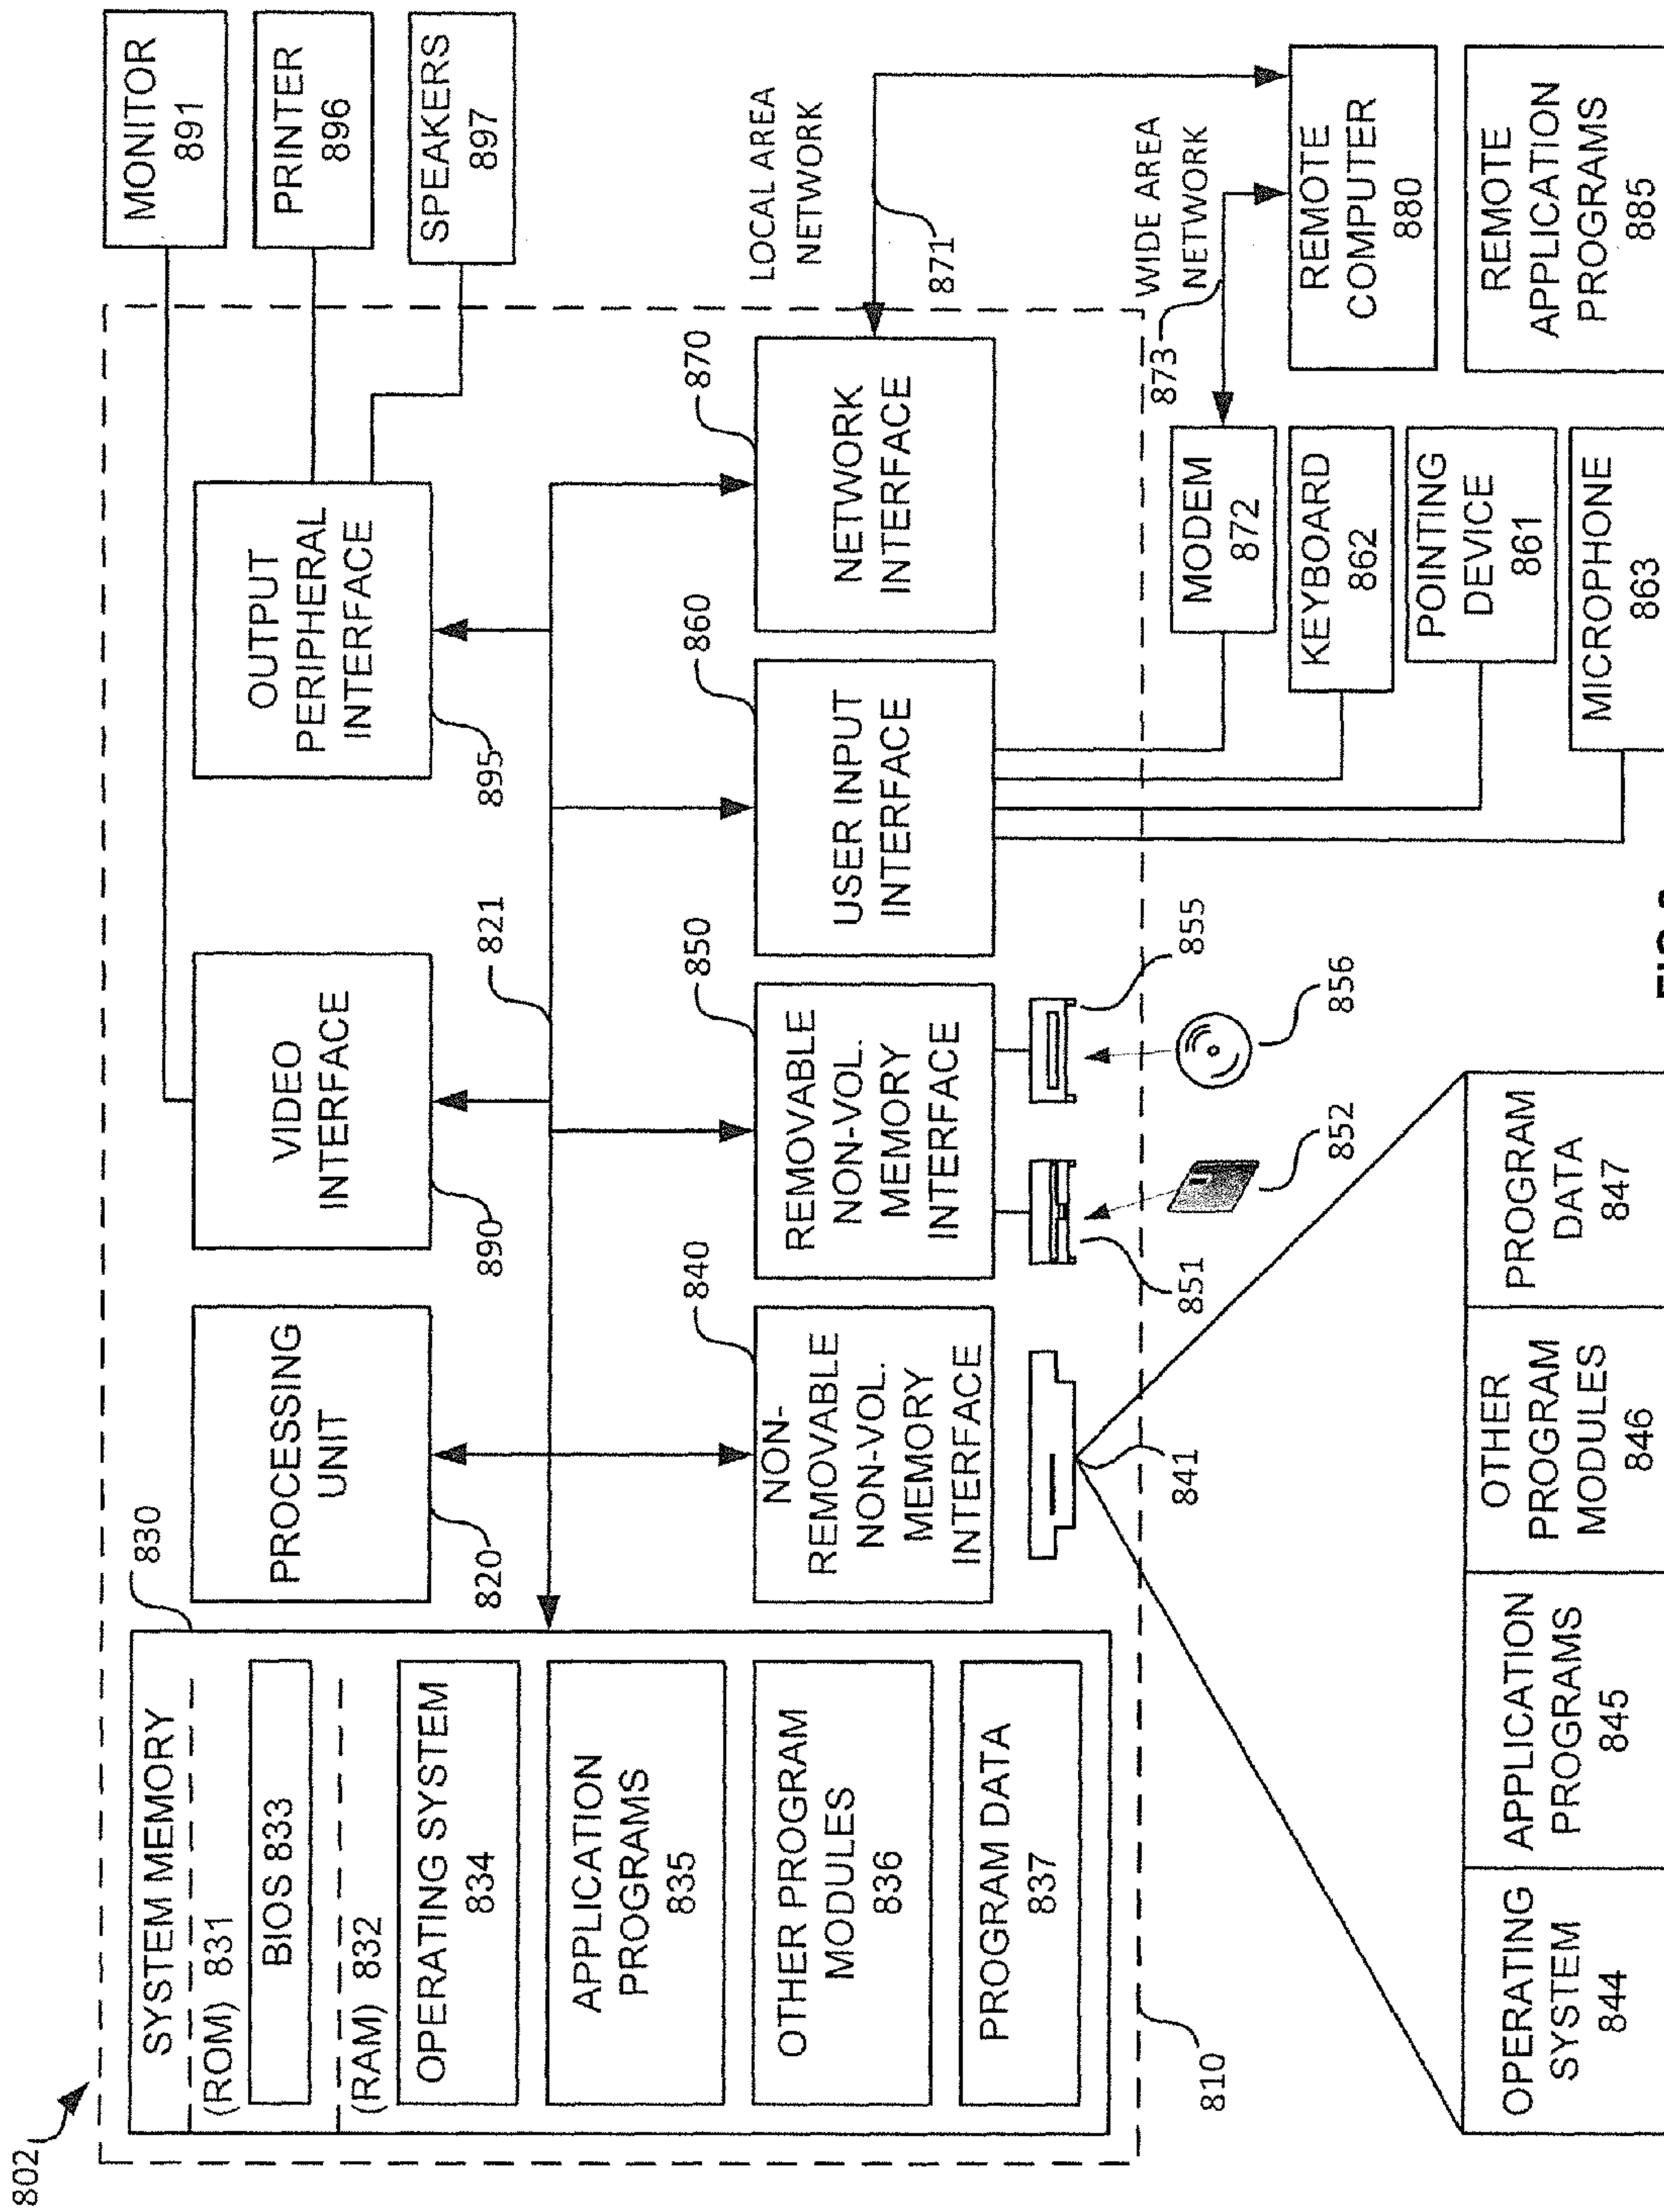 802
SYSTEM MEMORY
(ROM) 831
BIOS 833
(RAM) 832
OPERATING SYSTEM
834
APPLICATION
PROGRAMS
835
OTHER PROGRAM
MODULES
836
PROGRAM DATA
837
810
830
PROCESSING
UNIT
820
VIDEO
INTERFACE
890
821
OUTPUT
PERIPHERAL
INTERFACE
895
MONITOR
891
PRINTER
896
SPEAKERS
897
NON-
REMOVABLE
NON-VOL.
MEMORY
INTERFACE
840
841
REMOVABLE
NON-VOL.
MEMORY
INTERFACE
850
851
852
855
856
USER INPUT
INTERFACE
860
NETWORK
INTERFACE
870
LOCAL AREA
NETWORK
871
WIDE AREA
NETWORK
873
MODEM
872
KEYBOARD
862
POINTING
DEVICE
861
MICROPHONE
863
REMOTE
COMPUTER
880
REMOTE
APPLICATION
PROGRAMS
885
OPERATING
SYSTEM
844
APPLICATION
PROGRAMS
845
OTHER
PROGRAM
MODULES
846
PROGRAM
DATA
847